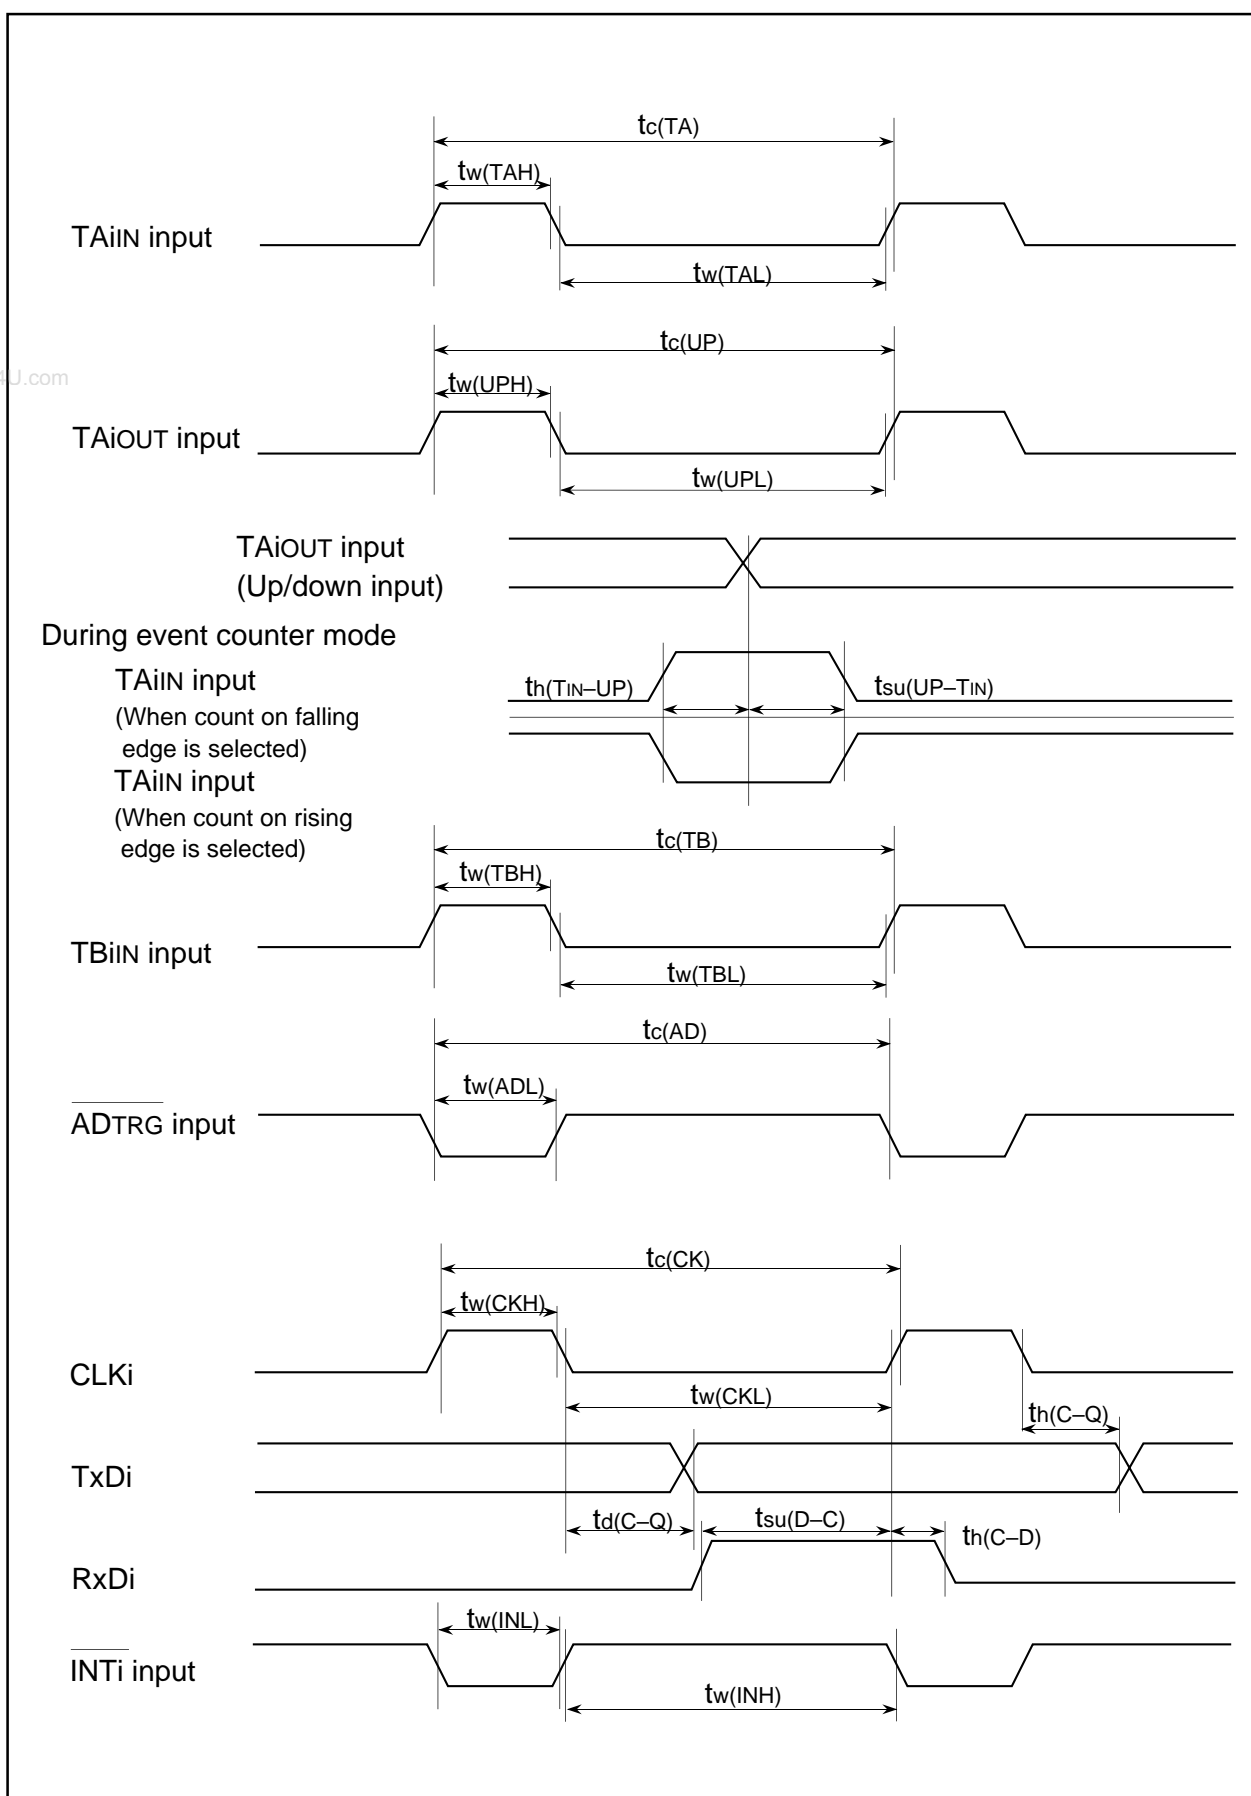 tc(TA)
tw(TAH)
TAiIN input
tw(TAL)
tc(UP)
4U.com
tw(UPH)
TAiOUT input
tw(UPL)
TAiOUT input
(Up/down input)
During event counter mode
TAiIN input
th(TIN–UP)
tsu(UP–TIN)
(When count on falling
edge is selected)
TAiIN input
(When count on rising
edge is selected)
tc(TB)
tw(TBH)
TBiIN input
tw(TBL)
tc(AD)
tw(ADL)
ADTRG input
tc(CK)
tw(CKH)
CLKi
tw(CKL)
th(C–Q)
TxDi
td(C–Q)
tsu(D–C)
th(C–D)
RxDi
tw(INL)
INTi input
tw(INH)